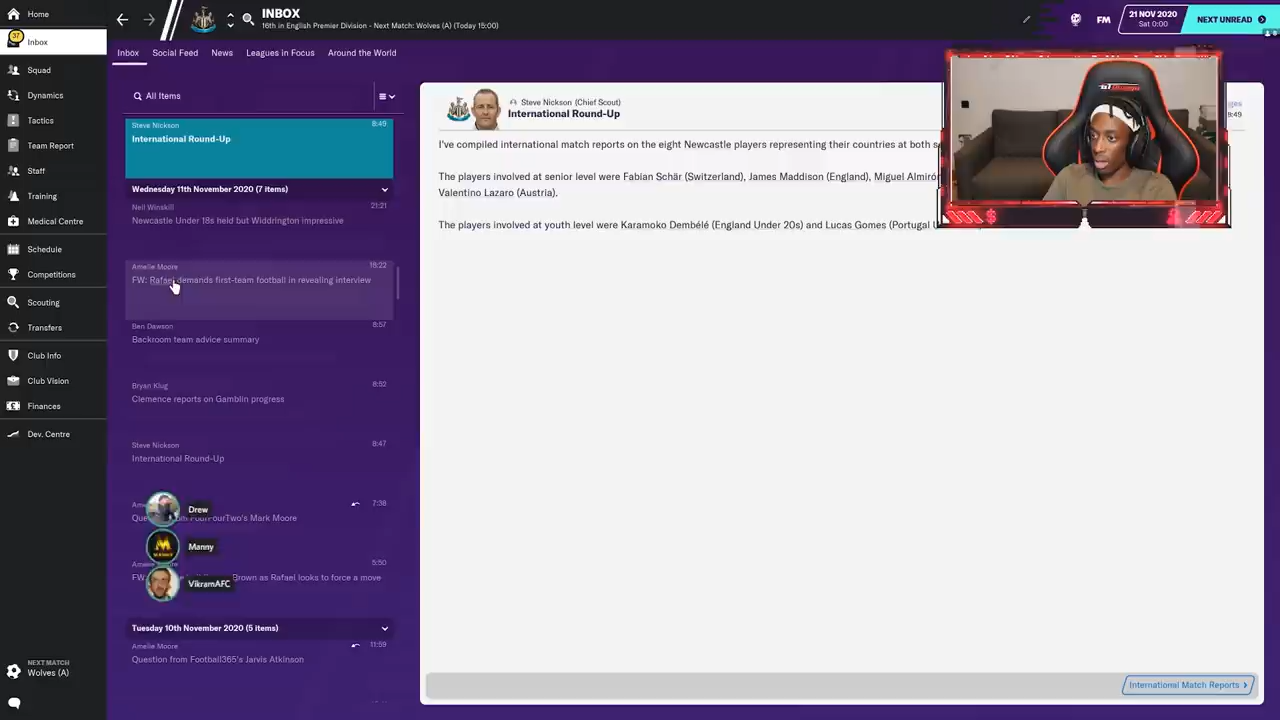 Home
INBOX
16th in English Premier Division - Next Match: Wolves (A) (Today 15:00)
FM
21 NOV 2020
Sat 0:00
NEXT UNREAD
37
Inbox
Squad
Dynamics
Tactics
Team Report
Staff
Training
Medical Centre
Schedule
Competitions
Scouting
Transfers
Club Info
Club Vision
Finances
Dev. Centre
NEXT MATCH
Wolves (A)
Inbox Social Feed News Leagues in Focus Around the World
All Items
Steve Nickson 8:49
International Round-Up
Wednesday 11th November 2020 (7 items)
Neil Winskill 21:21
Newcastle Under 18s held but Widdrington impressive
Amelie Moore 16:22
FW: Rafael demands first-team football in revealing interview
Ben Dawson 8:57
Backroom team advice summary
Bryan Klug 8:52
Clemence reports on Gamblin progress
Steve Nickson 8:47
International Round-Up
7:38
FourFourTwo's Mark Moore
Drew
Manny
5:50
FW: Brown as Rafael looks to force a move
VikramAFC
Tuesday 10th November 2020 (5 items)
Amelie Moore 11:59
Question from Football365's Jarvis Atkinson
Steve Nickson (Chief Scout)
International Round-Up
8:49
I've compiled international match reports on the eight Newcastle players representing their countries at both
The players involved at senior level were Fabian Schär (Switzerland), James Maddison (England), Miguel Almirón
Valentino Lazaro (Austria).
The players involved at youth level were Karamoko Dembélé (England Under 20s) and Lucas Gomes (Portugal
International Match Reports